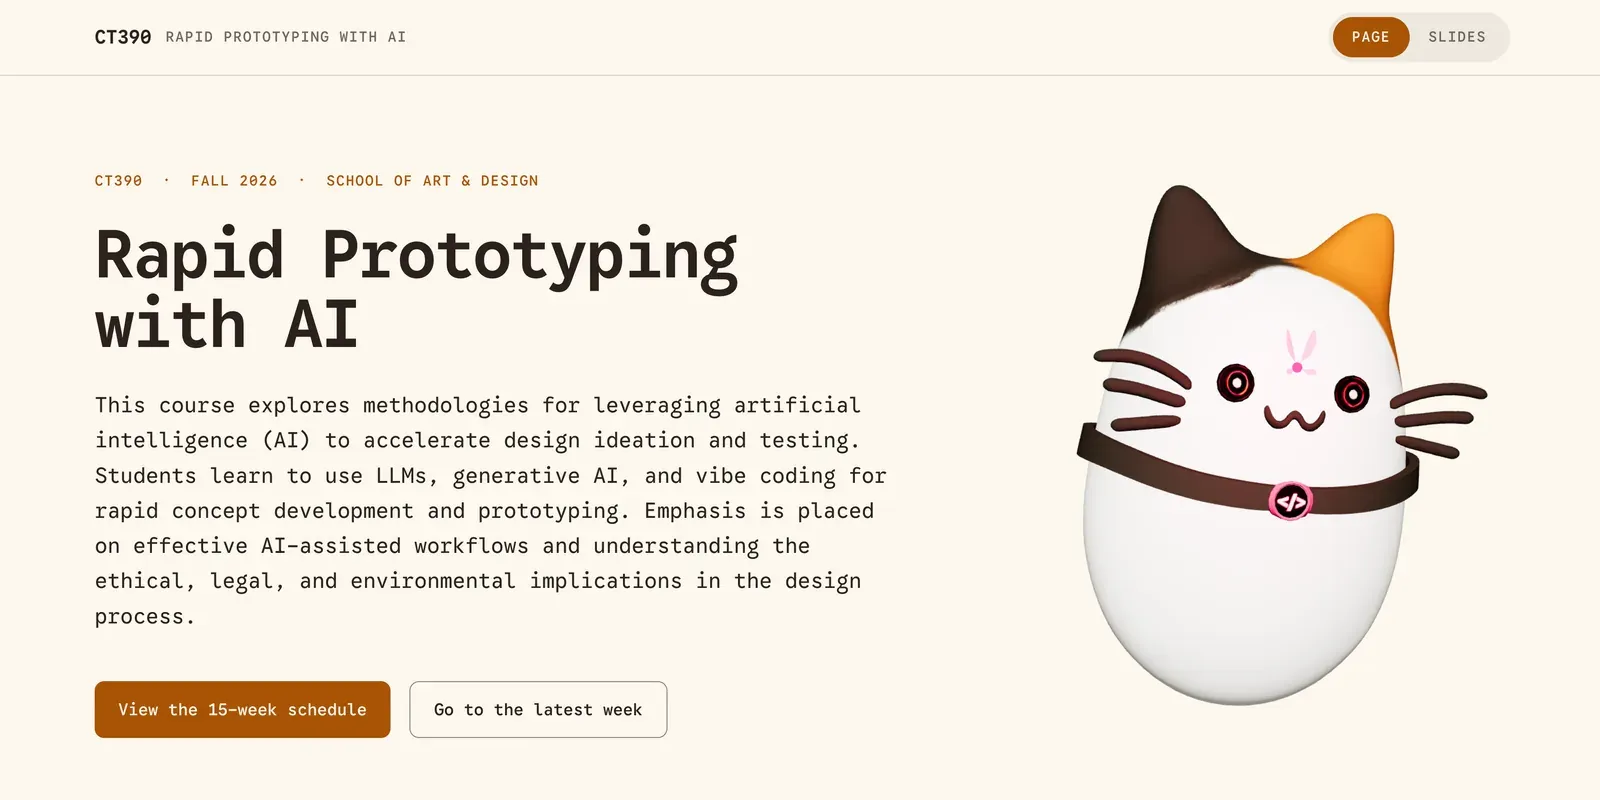 CT390 RAPID PROTOTYPING WITH AI
PAGE SLIDES
CT390 · FALL 2026 · SCHOOL OF ART & DESIGN
Rapid Prototyping
with AI
This course explores methodologies for leveraging artificial
intelligence (AI) to accelerate design ideation and testing.
Students learn to use LLMs, generative AI, and vibe coding for
rapid concept development and prototyping. Emphasis is placed
on effective AI-assisted workflows and understanding the
ethical, legal, and environmental implications in the design
process.
View the 15-week schedule
Go to the latest week
</>